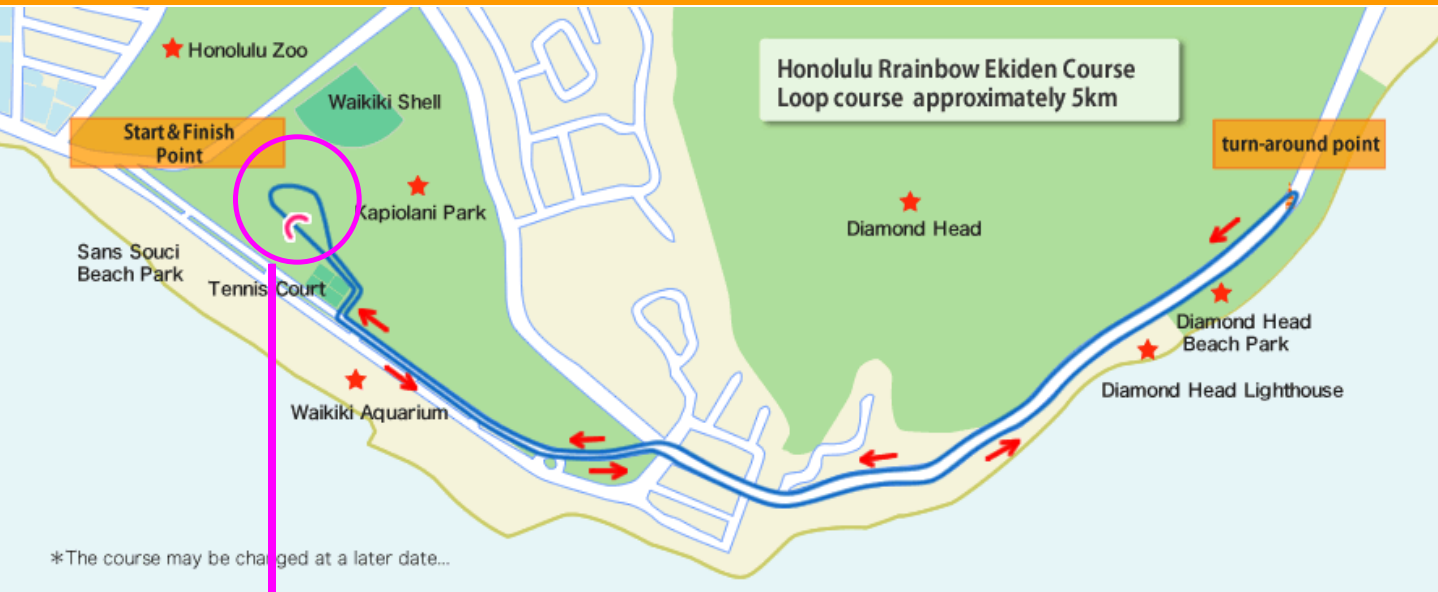 Honolulu Zoo
Waikiki Shell
Start & Finish
Point
Kapiolani Park
Sans Souci
Beach Park
Tennis Court
Waikiki Aquarium
Honolulu Rrainbow Ekiden Course
Loop course approximately 5km
turn-around point
Diamond Head
Diamond Head
Beach Park
Diamond Head Lighthouse
*The course may be changed at a later date...